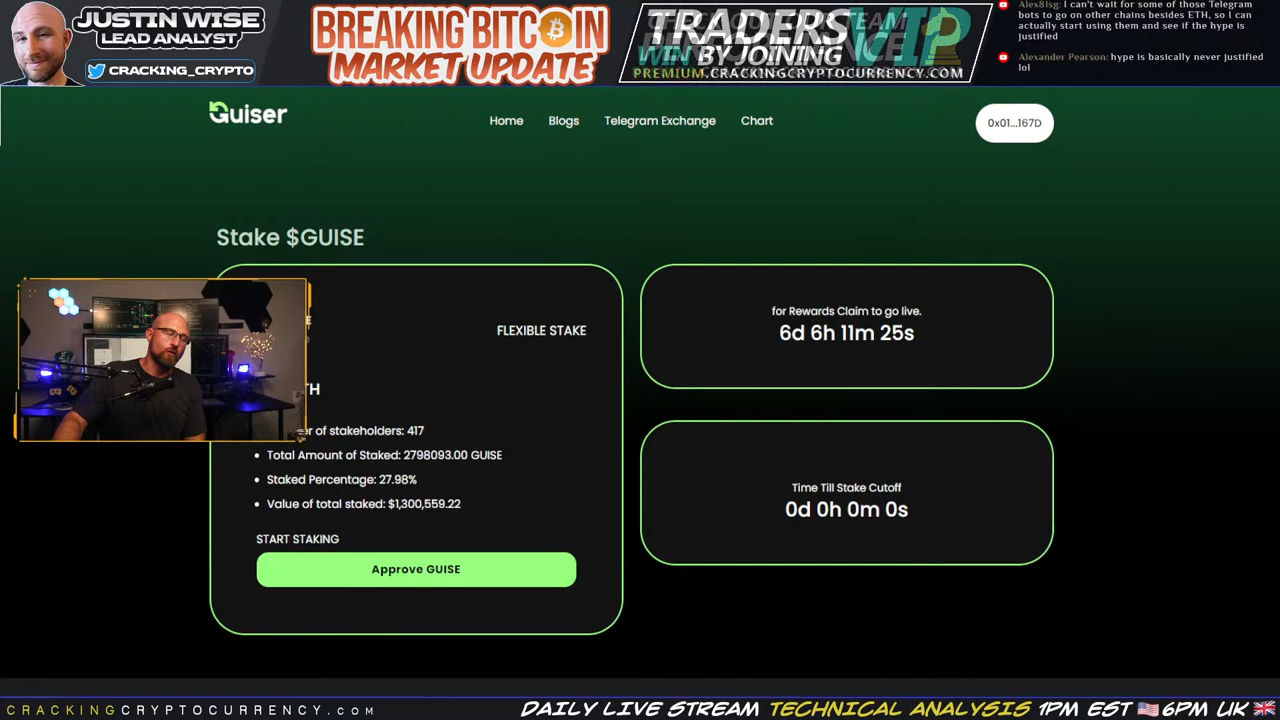 JUSTIN WISE
LEAD ANALYST
CRACKING_CRYPTO
BREAKING BITCOIN
MARKET UPDATE
TRADERS
WIN BY JOINING
VIP
PREMIUM.CRACKINGCRYPTOCURRENCY.COM
Alex8lsg: I can't wait for some of those Telegram
bots to go on other chains besides ETH, so I can
actually start using them and see if the hype is
justified
Alexander Pearson: hype is basically never justified
lol
Guiser
Home
Blogs
Telegram Exchange
Chart
0x01...167D
Stake $GUISE
FLEXIBLE STAKE
of stakeholders: 417
Total Amount of Staked: 2798093.00 GUISE
Staked Percentage: 27.98%
Value of total staked: $1,300,559.22
START STAKING
Approve GUISE
for Rewards Claim to go live.
6d 6h 11m 25s
Time Till Stake Cutoff
0d 0h 0m 0s
CRACKINGCRYPTOCURRENCY.com
DAILY LIVE STREAM TECHNICAL ANALYSIS 1PM EST 6PM UK